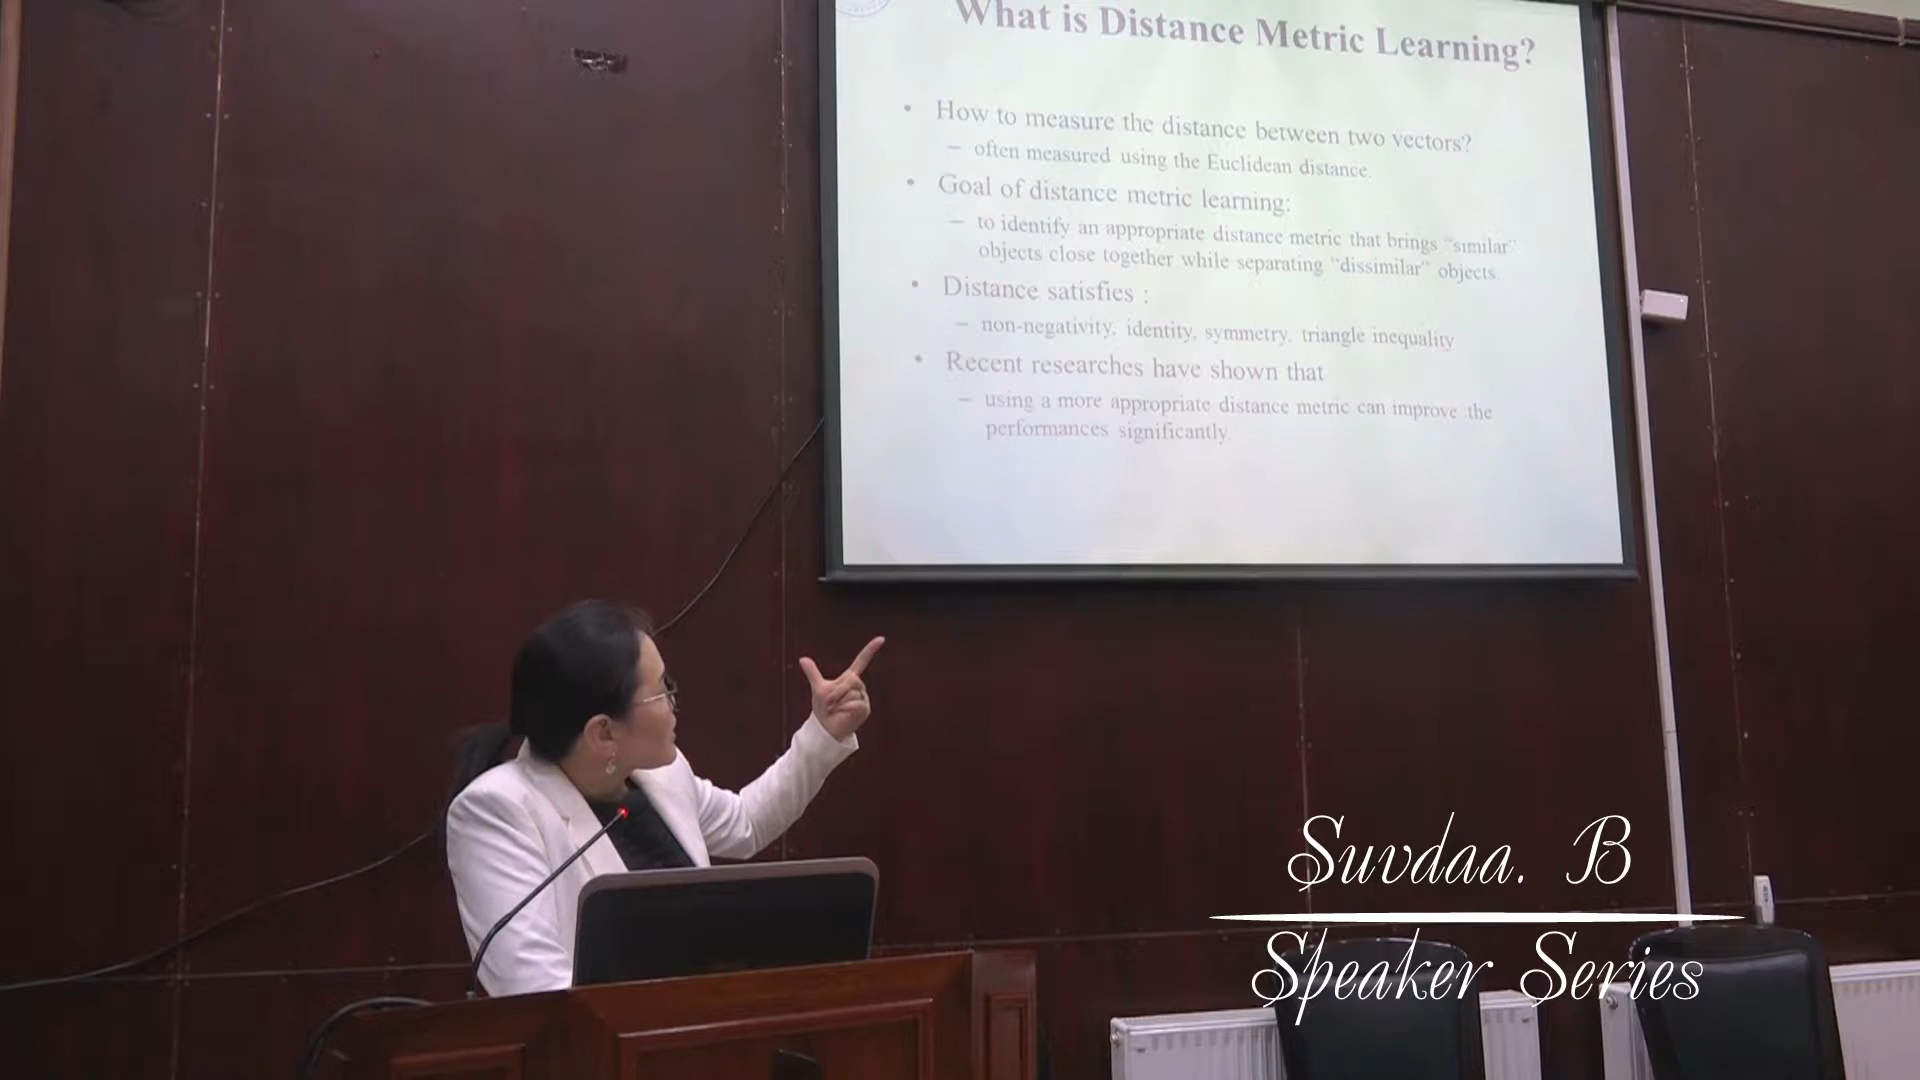 What is Distance Metric Learning?
• How to measure the distance between two vectors?
– often measured using the Euclidean distance.
• Goal of distance metric learning:
– to identify an appropriate distance metric that brings “similar”
objects close together while separating “dissimilar” objects.
• Distance satisfies :
– non-negativity, identity, symmetry, triangle inequality
• Recent researches have shown that
– using a more appropriate distance metric can improve the
performances significantly.
Suvdaa. B
Speaker Series